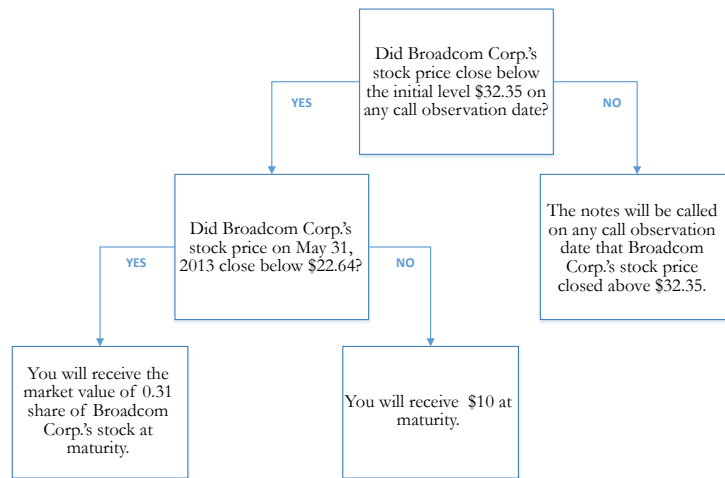 Did Broadcom Corp.'s
stock price close below
the initial level $32.35 on
any call observation date?
YES
NO
Did Broadcom Corp.'s
stock price on May 31,
2013 close below $22.64?
The notes will be called
on any call observation
date that Broadcom
Corp.'s stock price
closed above $32.35.
YES
NO
You will receive the
market value of 0.31
share of Broadcom
Corp.'s stock at
maturity.
You will receive $10 at
maturity.